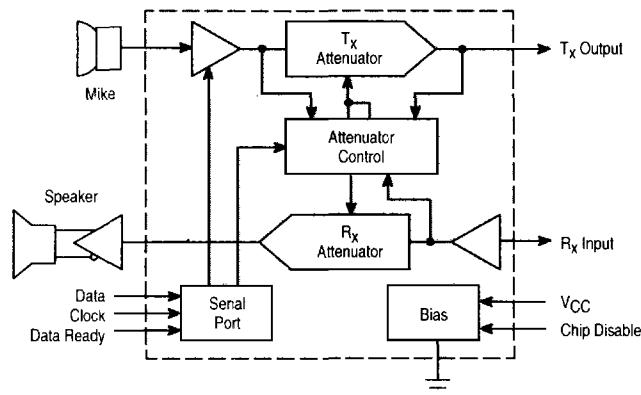 Mike
Tx
Attenuator
Tx Output
Attenuator
Control
Speaker
Rx
Attenuator
Rx Input
Data
Clock
Data Ready
Serial
Port
Bias
VCC
Chip Disable